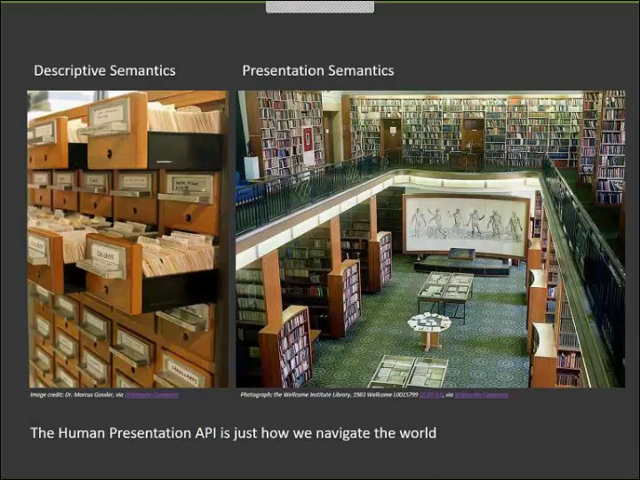 Descriptive Semantics
Presentation Semantics
Image credit: Dr. Marcus Gossler, via Wikimedia Commons
Photograph; the Wellcome Institute Library, 1983 Wellcome L0015799 CC BY 4.0, via Wikimedia Commons
The Human Presentation API is just how we navigate the world